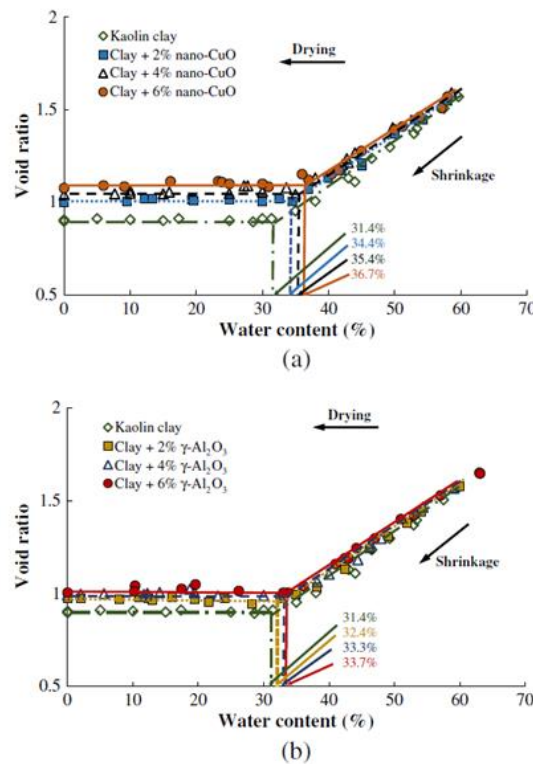 2
Kaolin clay
Clay + 2% nano-CuO
Clay + 4% nano-CuO
Clay + 6% nano-CuO
Drying
1.5
Void ratio
Shrinkage
1
31.4%
34.4%
35.4%
36.7%
0.5
0 10 20 30 40 50 60 70
Water content (%)
(a)
2
Kaolin clay
Clay + 2% γ-Al₂O₃
Clay + 4% γ-Al₂O₃
Clay + 6% γ-Al₂O₃
Drying
1.5
Void ratio
Shrinkage
1
31.4%
32.4%
33.3%
33.7%
0.5
0 10 20 30 40 50 60 70
Water content (%)
(b)